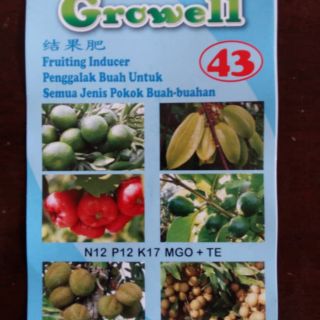 Growell
结果肥
Fruiting Inducer
43
Penggalak Buah Untuk
Semua Jenis Pokok Buah-buahan
N12 P12 K17 MGO + TE